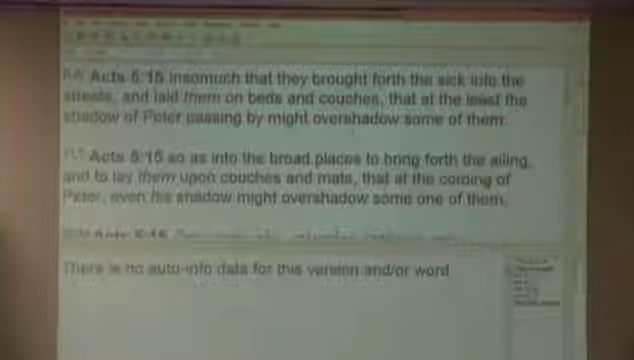 Acts 5:15 Insomuch that they brought forth the sick into the
streets, and laid them on beds and couches, that at the least the
shadow of Peter passing by might overshadow some of them.
Acts 5:15 so as into the broad places to bring forth the ailing,
and to lay them upon couches and mats, that at the coming of
Peter, even his shadow might overshadow some one of them.
There is no auto-info data for this version and/or word